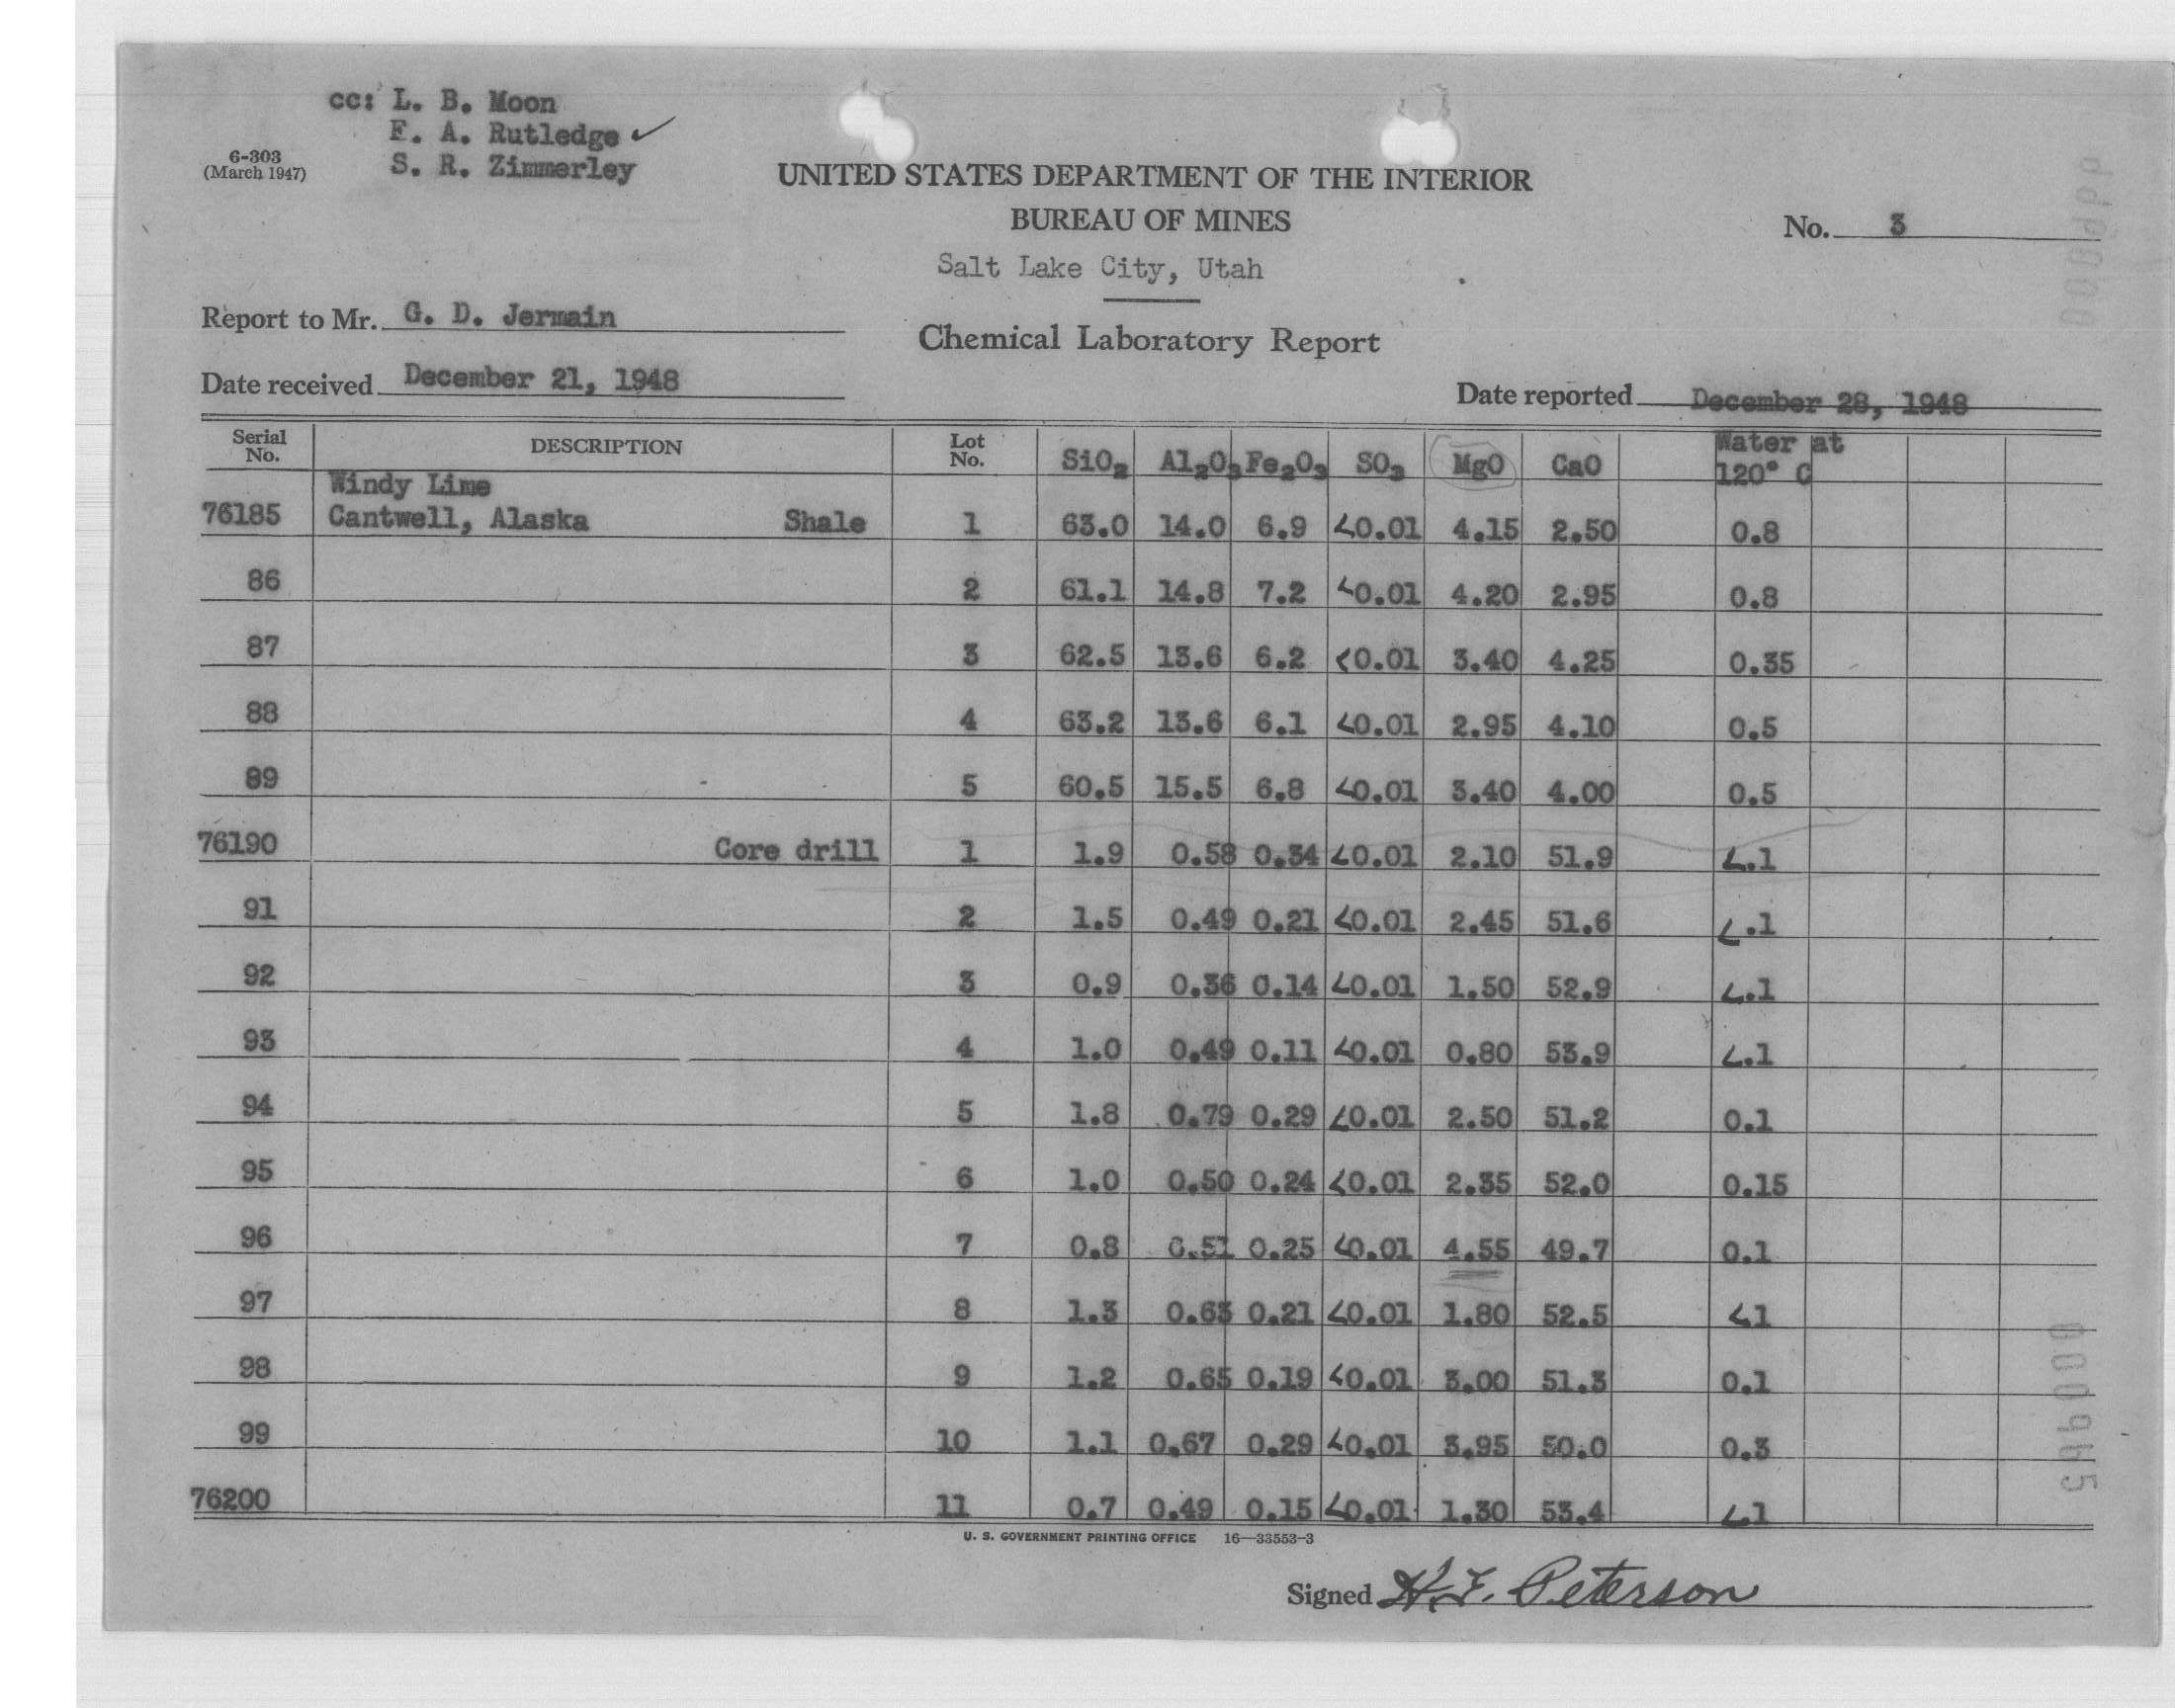 cc: L. B. Moon
F. A. Rutledge ✓
S. R. Zimmerley
6-303
(March 1947)
UNITED STATES DEPARTMENT OF THE INTERIOR
BUREAU OF MINES
No. 3
Salt Lake City, Utah
Report to Mr. G. D. Jermain
Chemical Laboratory Report
Date received December 21, 1948
Date reported December 28, 1948
Serial No. DESCRIPTION Lot No. SiO₂ Al₂O₃ Fe₂O₃ SO₃ MgO CaO Water at 120° C
Windy Lime
76185 Cantwell, Alaska Shale 1 63.0 14.0 6.9 <0.01 4.15 2.50 0.8
86 2 61.1 14.8 7.2 <0.01 4.20 2.95 0.8
87 3 62.5 13.6 6.2 <0.01 3.40 4.25 0.35
88 4 63.2 13.6 6.1 <0.01 2.95 4.10 0.5
89 5 60.5 15.5 6.8 <0.01 3.40 4.00 0.5
76190 Core drill 1 1.9 0.58 0.34 <0.01 2.10 51.9 <.1
91 2 1.5 0.49 0.21 <0.01 2.45 51.6 <.1
92 3 0.9 0.36 0.14 <0.01 1.50 52.9 <.1
93 4 1.0 0.49 0.11 <0.01 0.80 53.9 <.1
94 5 1.8 0.79 0.29 <0.01 2.50 51.2 0.1
95 6 1.0 0.50 0.24 <0.01 2.35 52.0 0.15
96 7 0.8 0.51 0.25 <0.01 4.55 49.7 0.1
97 8 1.3 0.63 0.21 <0.01 1.80 52.5 <1
98 9 1.2 0.65 0.19 <0.01 3.00 51.3 0.1
99 10 1.1 0.67 0.29 <0.01 3.95 50.0 0.3
76200 11 0.7 0.49 0.15 <0.01 1.30 53.4 <1
U. S. GOVERNMENT PRINTING OFFICE 16—33553-3
Signed H. E. Peterson